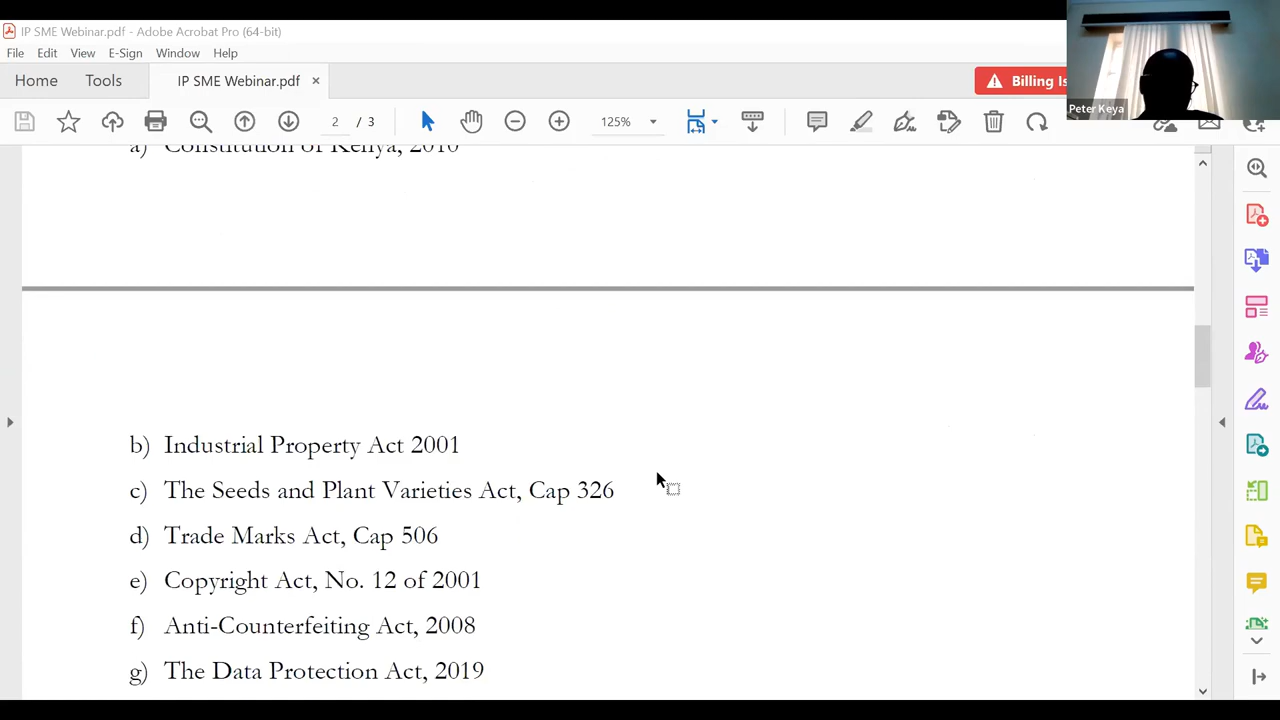 IP SME Webinar.pdf - Adobe Acrobat Pro (64-bit)
File Edit View E-Sign Window Help
Home Tools IP SME Webinar.pdf × Billing Is
2 / 3 125%
Peter Keya
a) Constitution of Kenya, 2010
b) Industrial Property Act 2001
c) The Seeds and Plant Varieties Act, Cap 326
d) Trade Marks Act, Cap 506
e) Copyright Act, No. 12 of 2001
f) Anti-Counterfeiting Act, 2008
g) The Data Protection Act, 2019